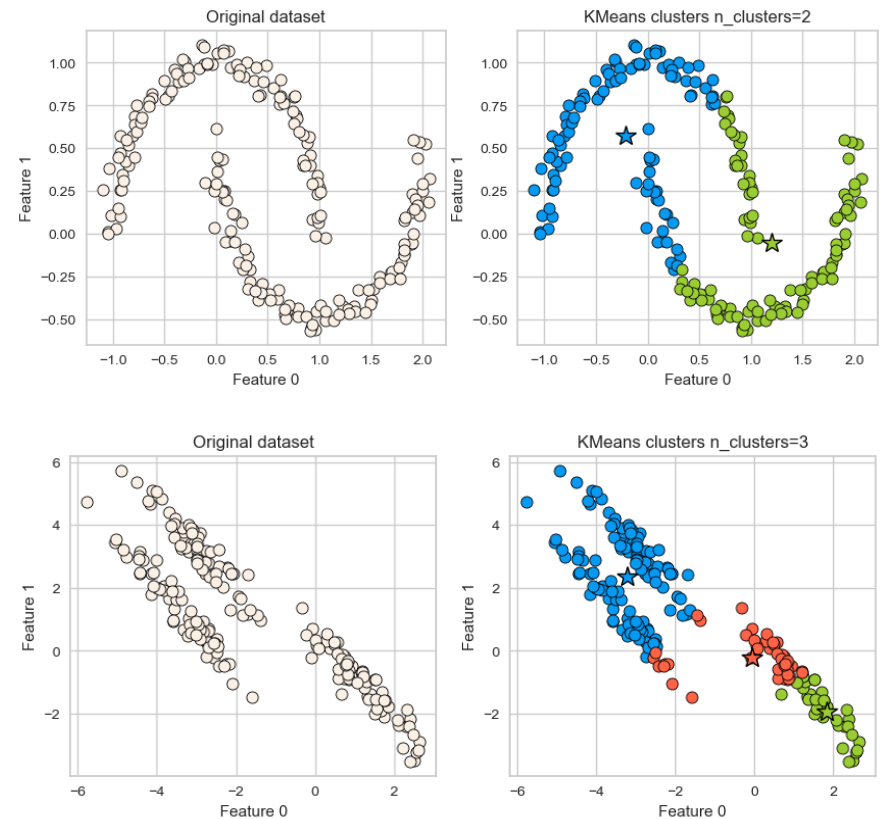 Original dataset
1.00
0.75
0.50
0.25
0.00
−0.25
−0.50
Feature 1
−1.0 −0.5 0.0 0.5 1.0 1.5 2.0
Feature 0
KMeans clusters n_clusters=2
1.00
0.75
0.50
0.25
0.00
−0.25
−0.50
Feature 1
−1.0 −0.5 0.0 0.5 1.0 1.5 2.0
Feature 0
Original dataset
6
4
2
0
−2
Feature 1
−6 −4 −2 0 2
Feature 0
KMeans clusters n_clusters=3
6
4
2
0
−2
Feature 1
−6 −4 −2 0 2
Feature 0